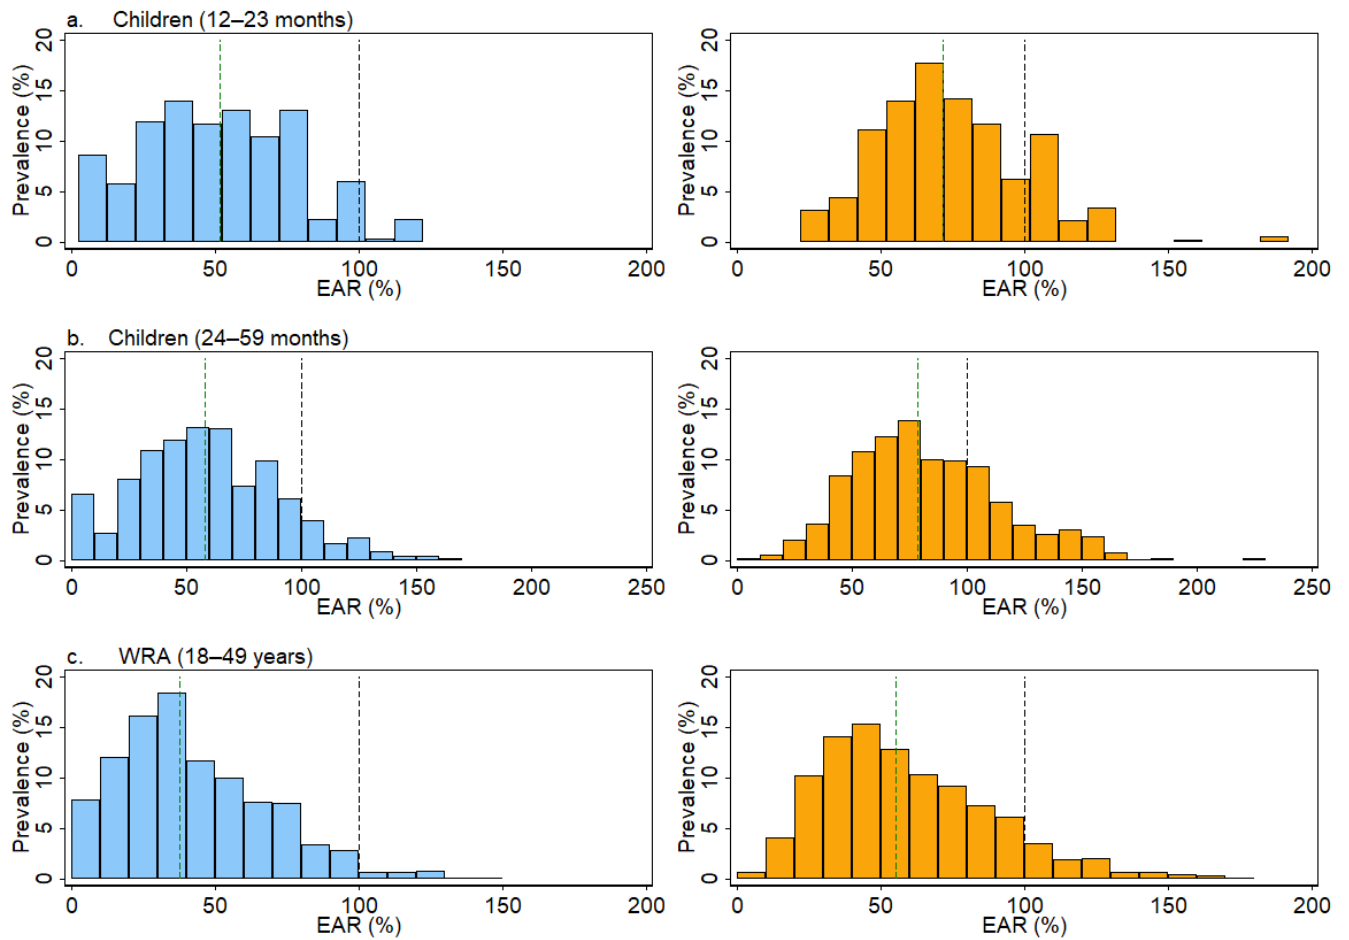 a. Children (12–23 months)
Prevalence (%)
20
15
10
5
0
0 50 100 150 200
EAR (%)
Prevalence (%)
20
15
10
5
0
0 50 100 150 200
EAR (%)
b. Children (24–59 months)
Prevalence (%)
20
15
10
5
0
0 50 100 150 200 250
EAR (%)
Prevalence (%)
20
15
10
5
0
0 50 100 150 200 250
EAR (%)
c. WRA (18–49 years)
Prevalence (%)
20
15
10
5
0
0 50 100 150 200
EAR (%)
Prevalence (%)
20
15
10
5
0
0 50 100 150 200
EAR (%)